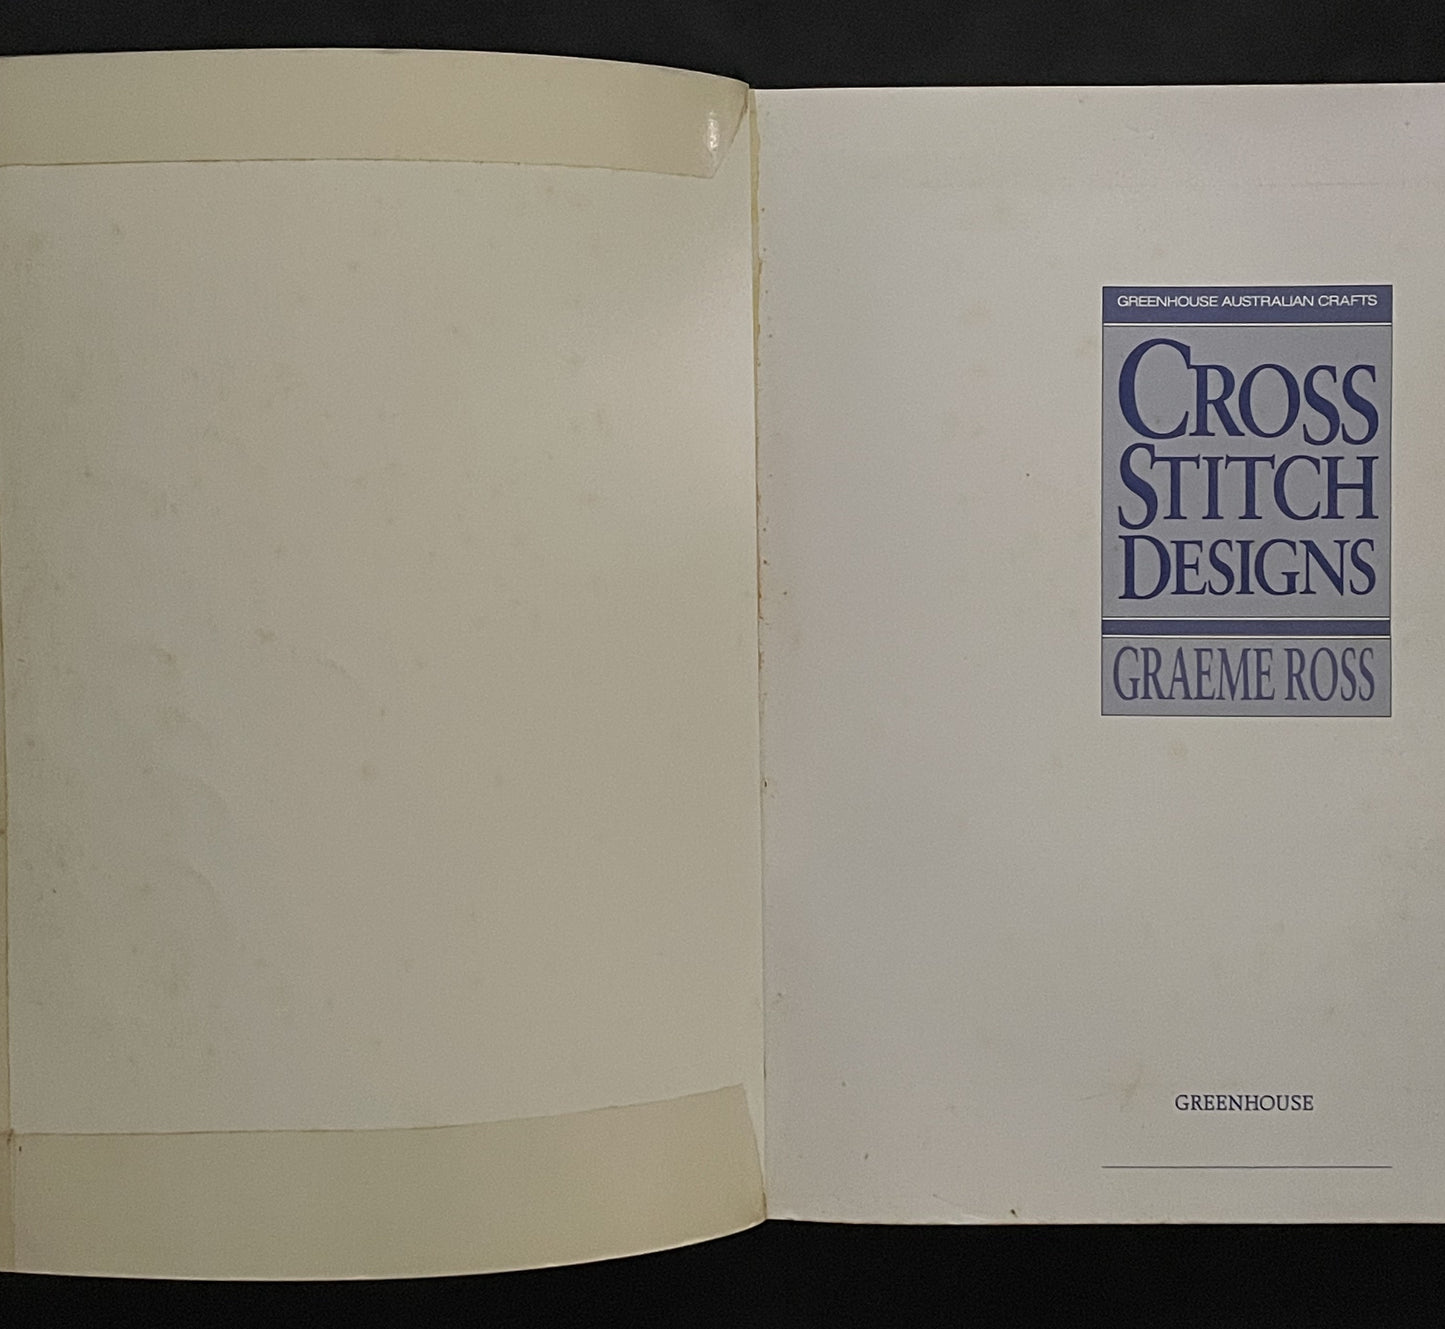 GREENHOUSE AUSTRALIAN CRAFTS
CROSS
STITCH
DESIGNS
GRAEME ROSS
GREENHOUSE